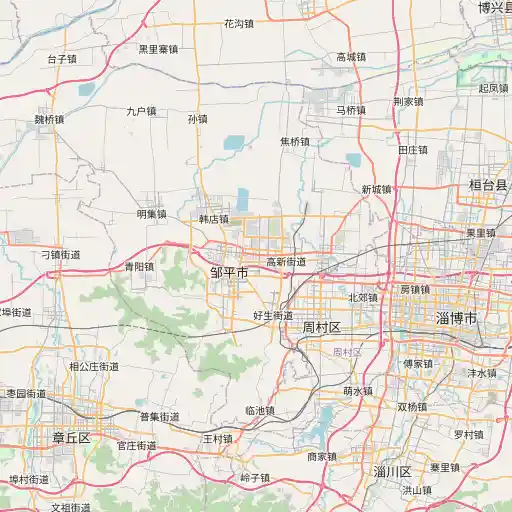 博兴县
花沟镇
黑里寨镇
台子镇
高城镇
起凤镇
荆家镇
马桥镇
九户镇
孙镇
魏桥镇
焦桥镇
田庄镇
新城镇
桓台县
明集镇
韩店镇
果里镇
刁镇街道
高新街道
青阳镇
邹平市
房镇镇
北郊镇
埠街道
好生街道
淄博市
周村区
周村区
相公庄街道
傅家镇
沣水镇
枣园街道
萌水镇
临池镇
双杨镇
普集街道
章丘区
王村镇
罗村镇
官庄街道
商家镇
淄川区
寨里镇
埠村街道
岭子镇
洪山镇
文祖街道